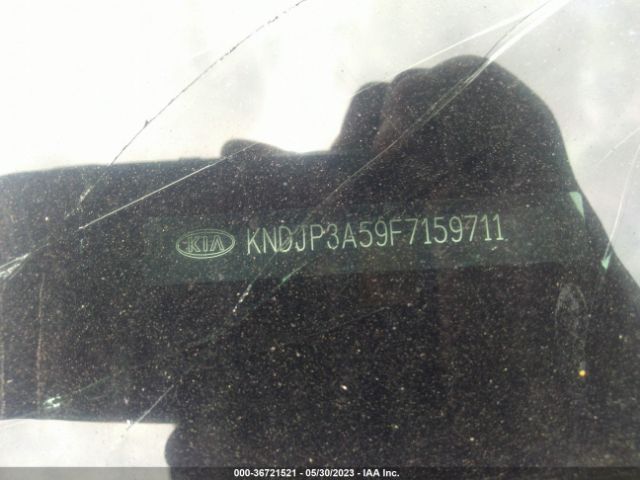 KIA KNDJP3A59F7159711
000-36721521 - 05/30/2023 - IAA Inc.